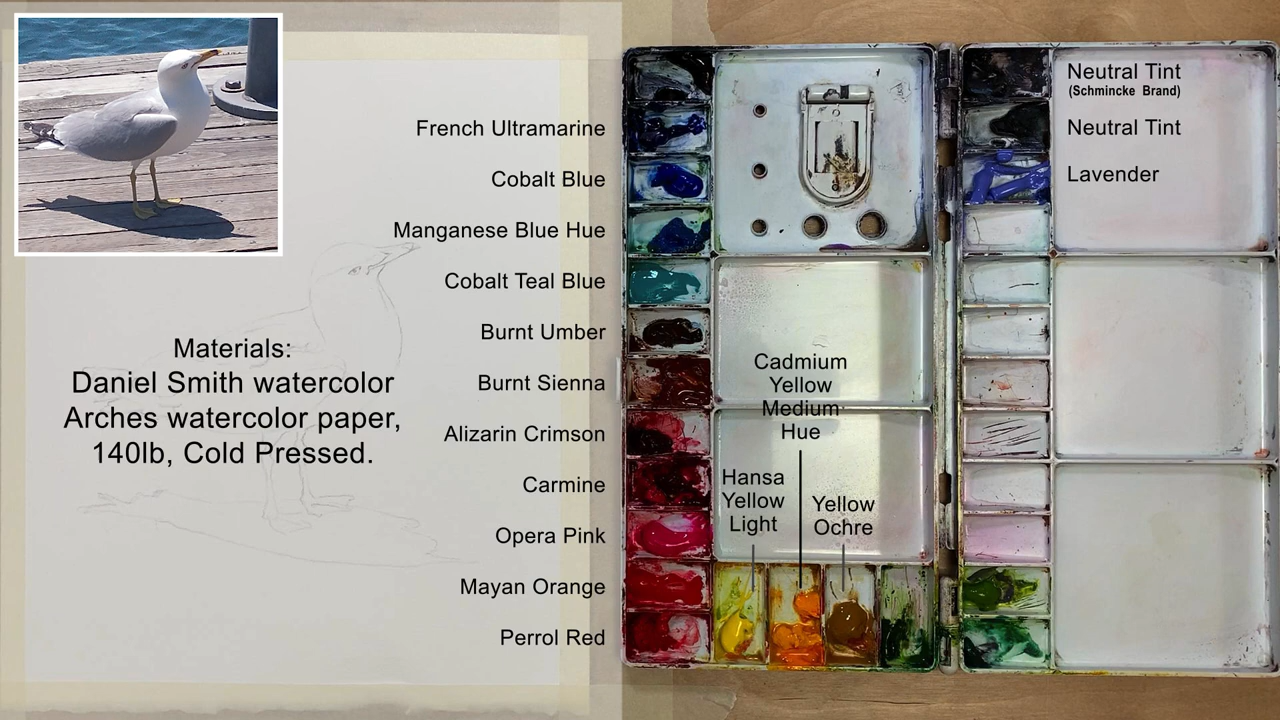 French Ultramarine
Cobalt Blue
Manganese Blue Hue
Cobalt Teal Blue
Burnt Umber
Burnt Sienna
Alizarin Crimson
Carmine
Opera Pink
Mayan Orange
Perrol Red
Materials:
Daniel Smith watercolor
Arches watercolor paper,
140lb, Cold Pressed.
Cadmium
Yellow
Medium
Hue
Hansa
Yellow
Light
Yellow
Ochre
Neutral Tint
(Schmincke Brand)
Neutral Tint
Lavender